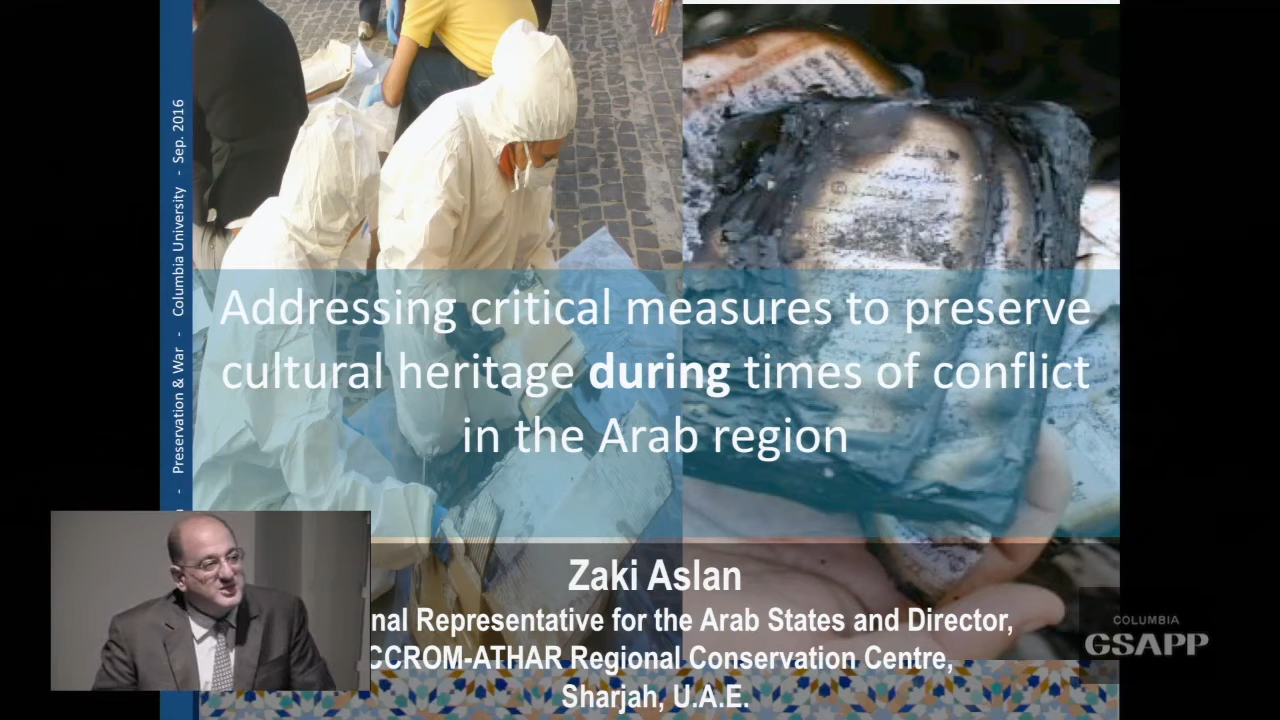 Preservation & War - Columbia University - Sep. 2016
Addressing critical measures to preserve
cultural heritage during times of conflict
in the Arab region
Zaki Aslan
nal Representative for the Arab States and Director,
CCROM-ATHAR Regional Conservation Centre,
Sharjah, U.A.E.
COLUMBIA
GSAPP